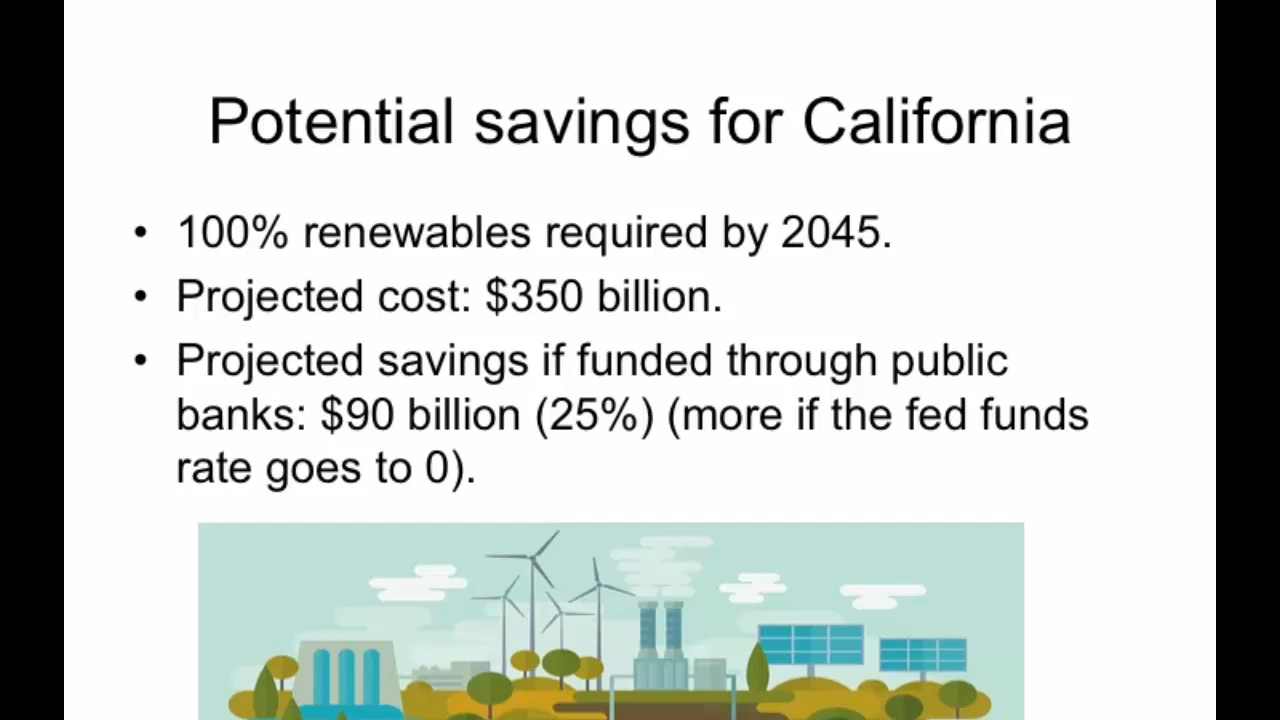 Potential savings for California
• 100% renewables required by 2045.
• Projected cost: $350 billion.
• Projected savings if funded through public
banks: $90 billion (25%) (more if the fed funds
rate goes to 0).